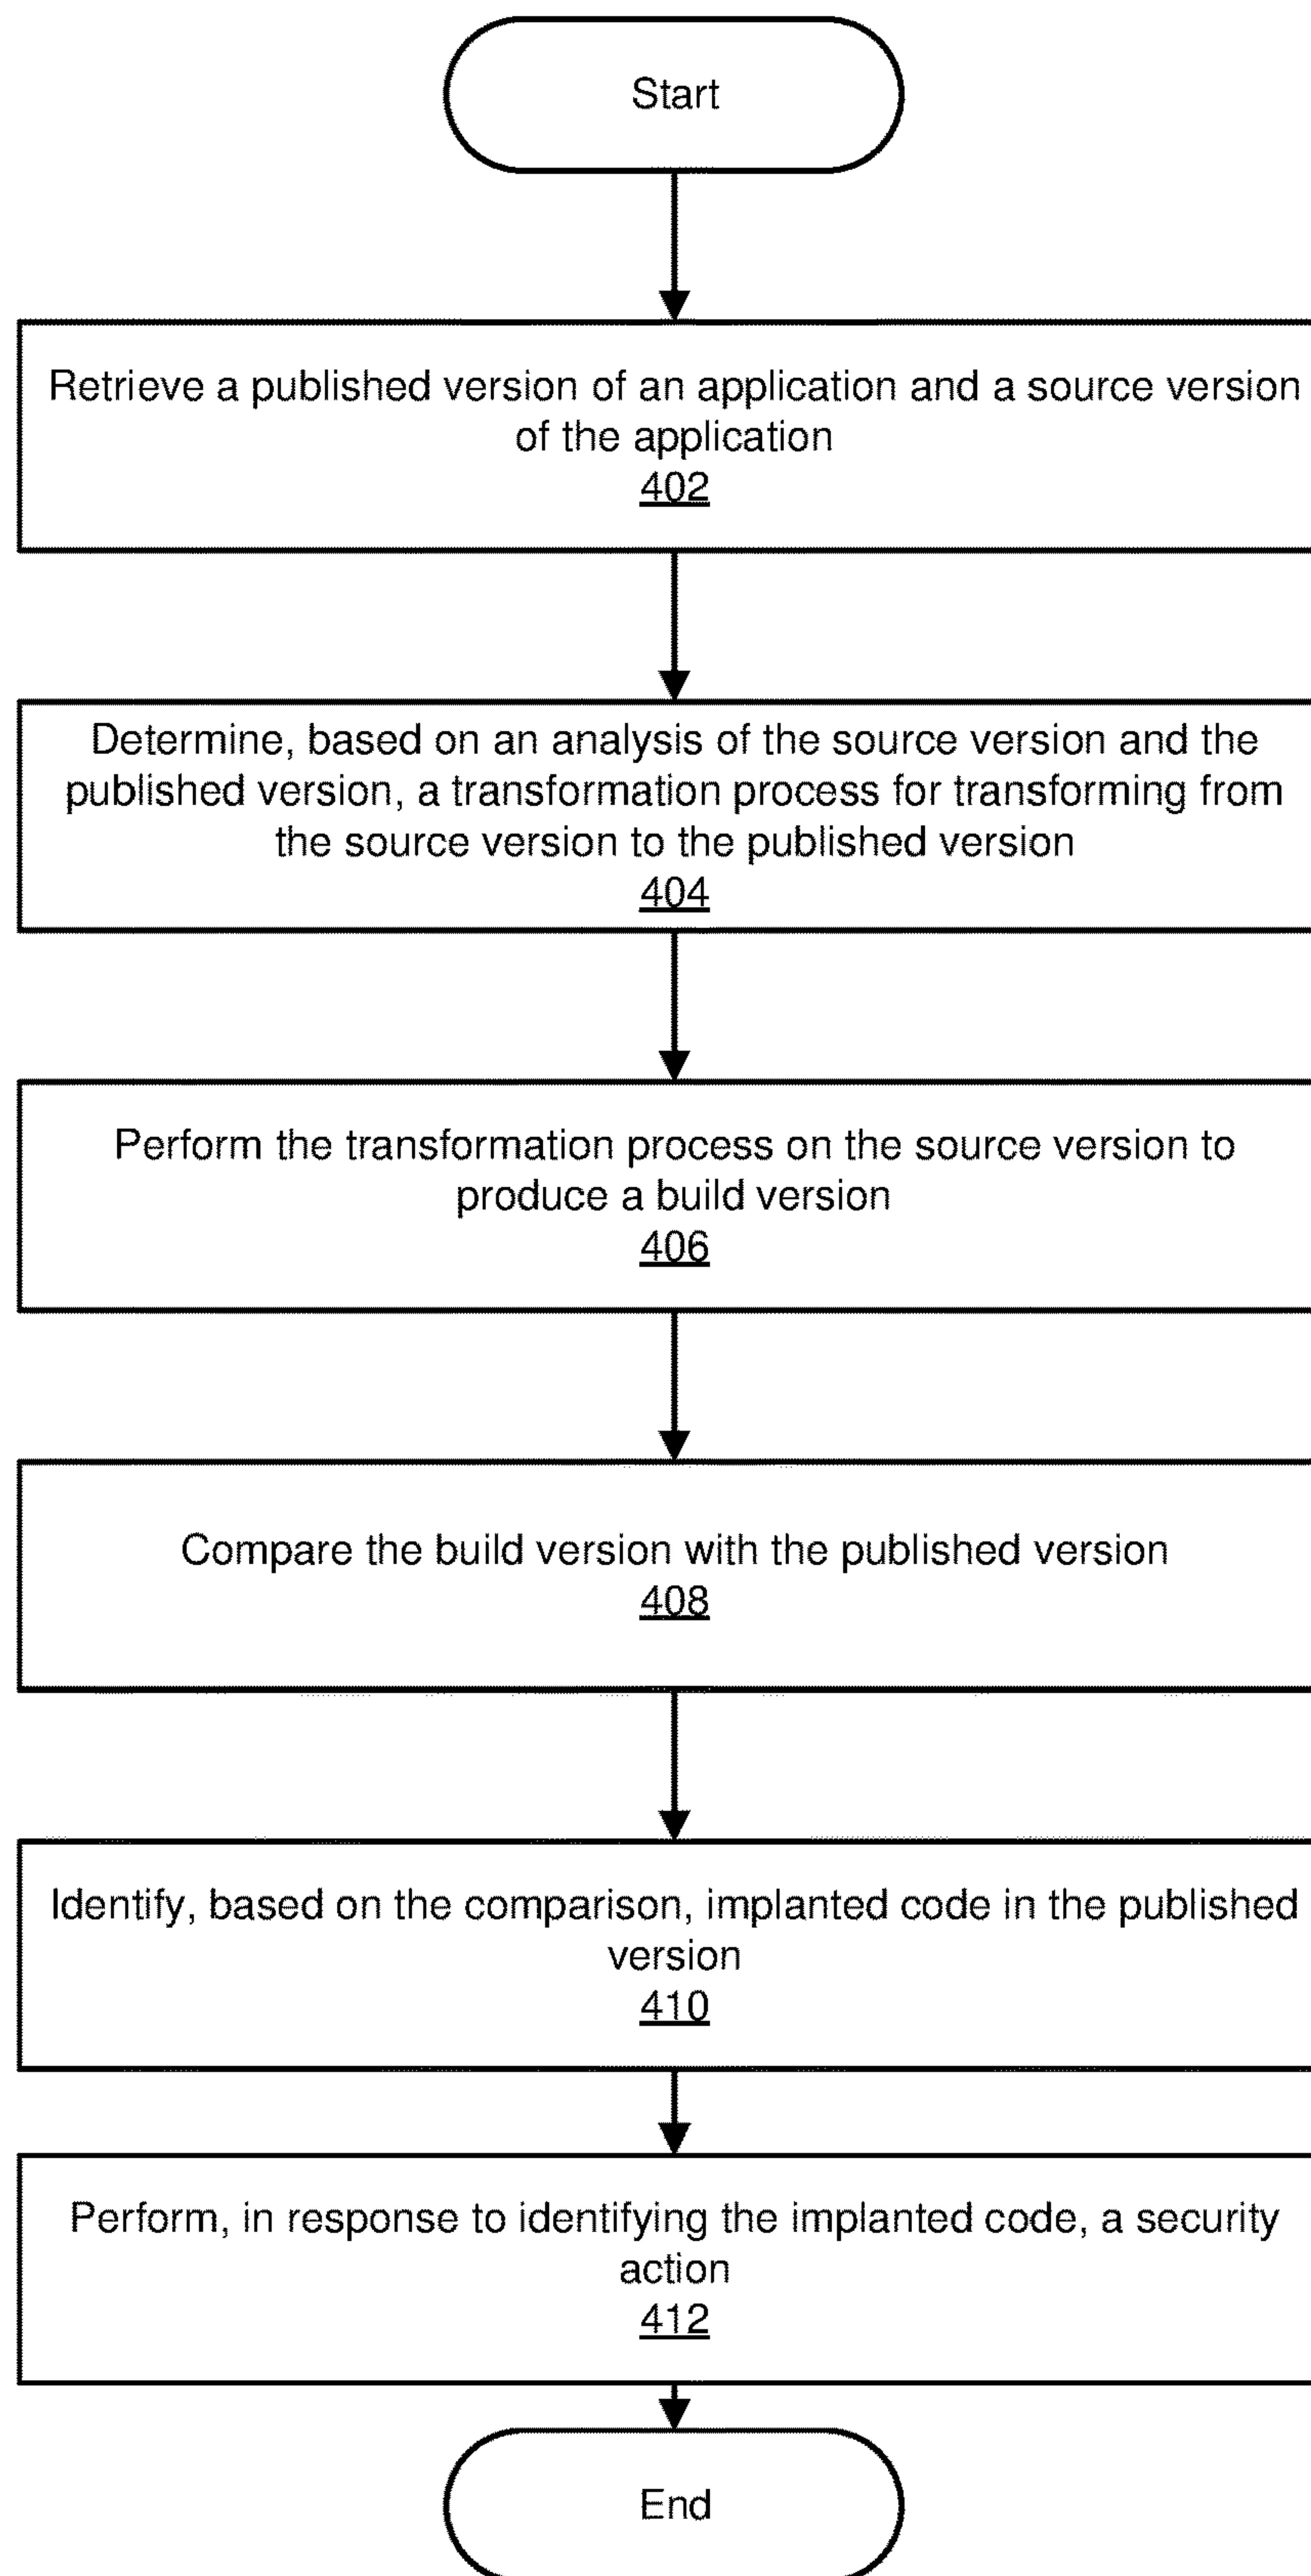 Start
Retrieve a published version of an application and a source version
of the application
402
Determine, based on an analysis of the source version and the
published version, a transformation process for transforming from
the source version to the published version
404
Perform the transformation process on the source version to
produce a build version
406
Compare the build version with the published version
408
Identify, based on the comparison, implanted code in the published
version
410
Perform, in response to identifying the implanted code, a security
action
412
End